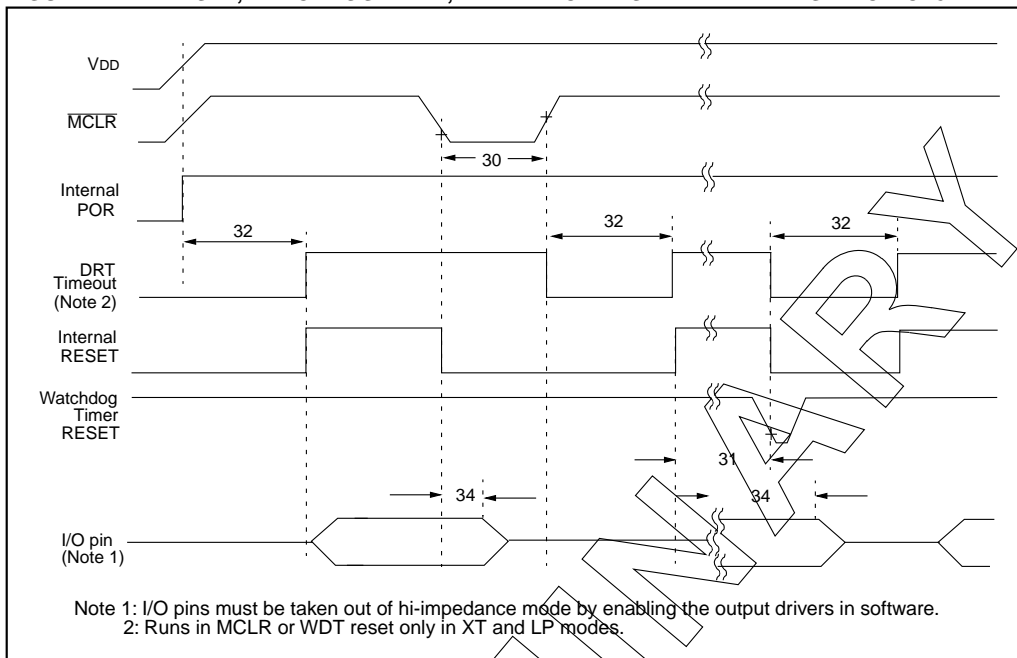 VDD
MCLR
30
Internal
POR
32
32
32
DRT
Timeout
(Note 2)
Internal
RESET
Watchdog
Timer
RESET
31
34
34
I/O pin
(Note 1)
Note 1: I/O pins must be taken out of hi-impedance mode by enabling the output drivers in software.
2: Runs in MCLR or WDT reset only in XT and LP modes.
INARY